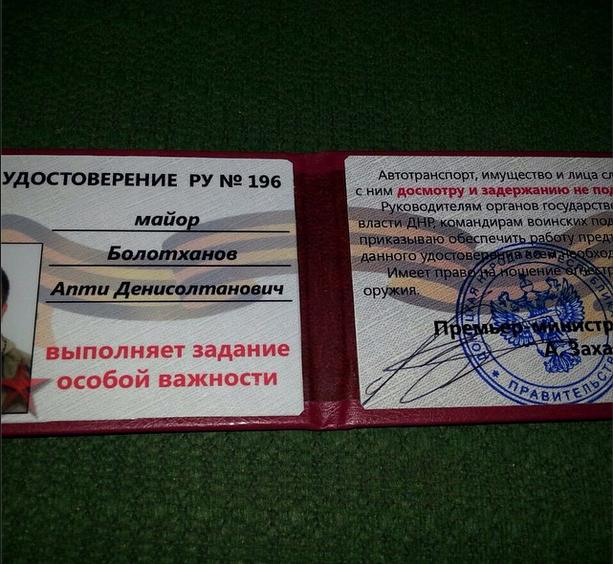 УДОСТОВЕРЕНИЕ РУ № 196
майор
Болотханов
Апти Денисолтанович
выполняет задание
особой важности
Автотранспорт, имущество и лица
с ним досмотру и задержанию не
Руководителям органов
власти ДНР, командирам воинских
приказываю обеспечить работу
данного удостоверения
Имеет право на ношение
оружия.
Премьер-министр
А.
ПРАВИТЕЛЬСТ